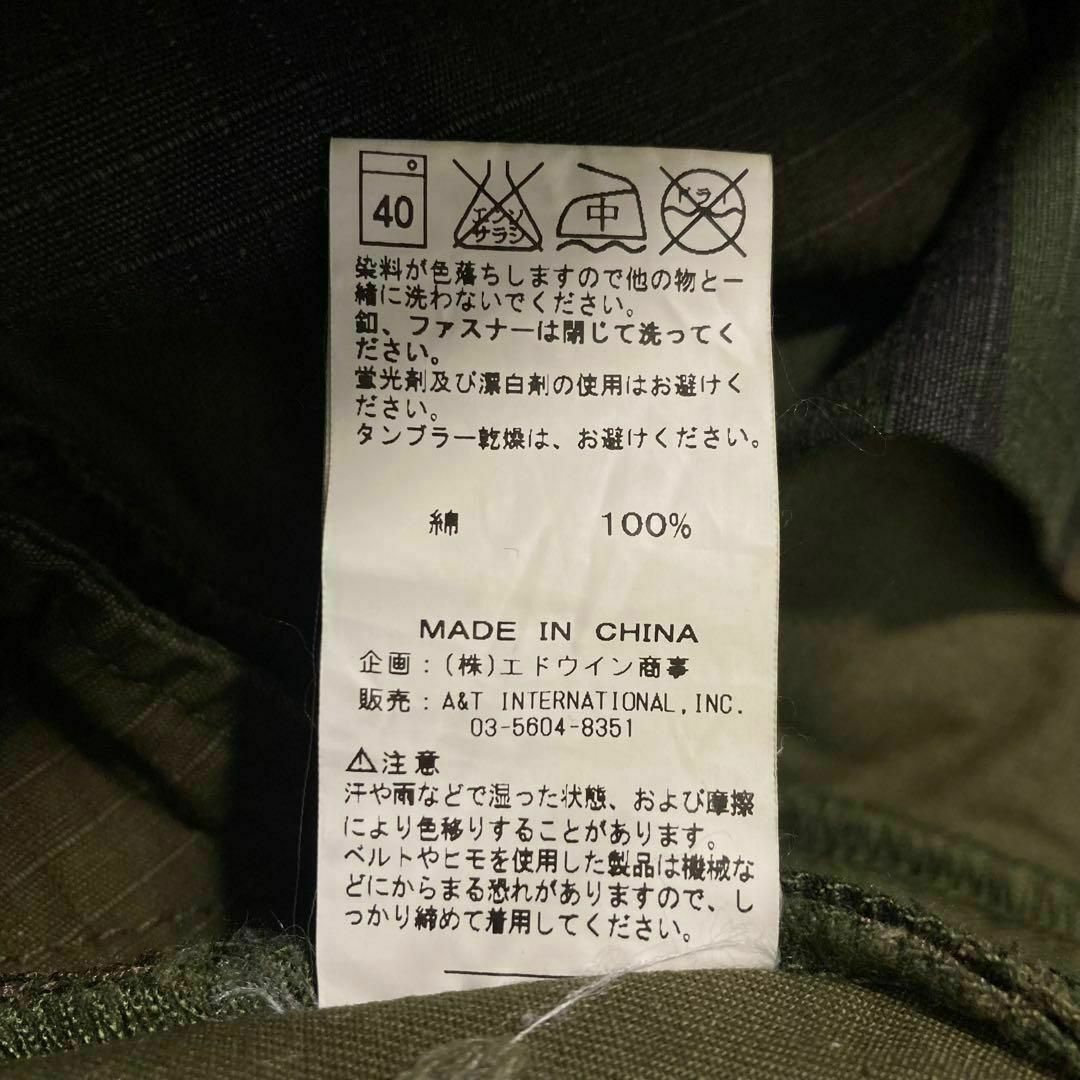 40 エンソサラシ 中 ドライ
染料が色落ちしますので他の物と一
緒に洗わないでください。
釦、ファスナーは閉じて洗ってく
ださい。
蛍光剤及び漂白剤の使用はお避けく
ださい。
タンブラー乾燥は、お避けください。
綿 100%
MADE IN CHINA
企画：(株)エドウイン商事
販売：A&T INTERNATIONAL,INC.
03-5604-8351
⚠注意
汗や雨などで湿った状態、および摩擦
により色移りすることがあります。
ベルトやヒモを使用した製品は機械な
どにからまる恐れがありますので、し
っかり締めて着用してください。